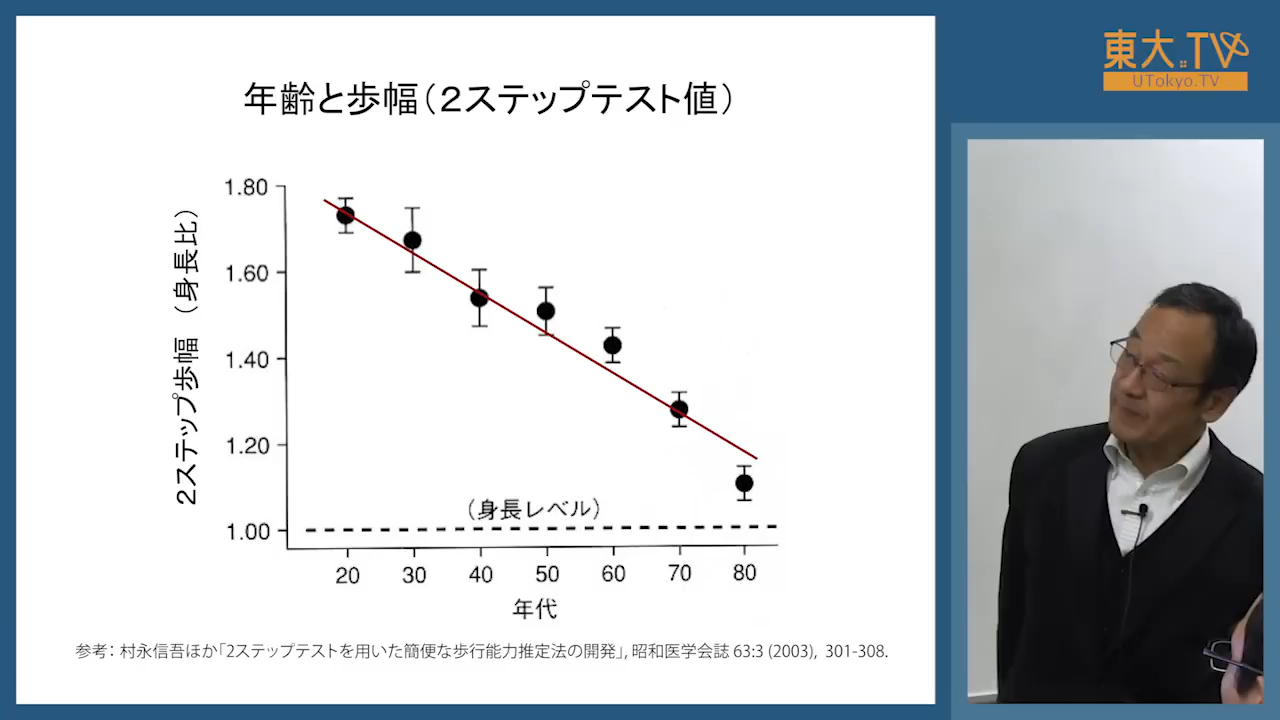 東大.TV
UTokyo.TV
年齢と歩幅（２ステップテスト値）
２ステップ歩幅　（身長比）
1.80
1.60
1.40
1.20
1.00
（身長レベル）
20 30 40 50 60 70 80
年代
参考： 村永信吾ほか「2ステップテストを用いた簡便な歩行能力推定法の開発」, 昭和医学会誌 63:3 (2003),  301-308.